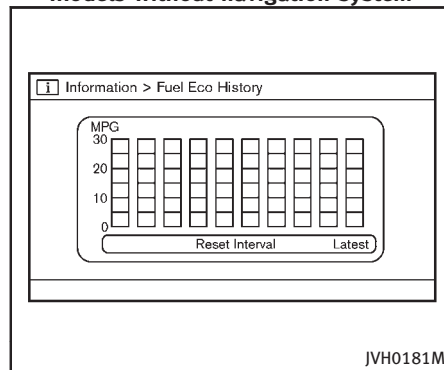 Models without navigation system
i Information > Fuel Eco History
MPG
30
20
10
0
Reset Interval Latest
JVH0181M